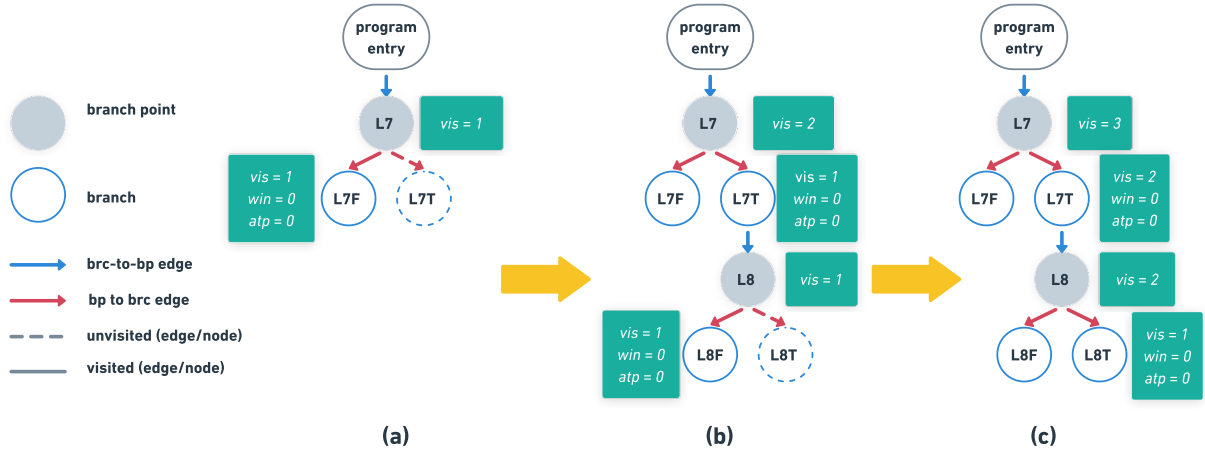 branch point
branch
brc-to-bp edge
bp to brc edge
unvisited (edge/node)
visited (edge/node)
program
entry
L7
vis = 1
vis = 1
win = 0
atp = 0
L7F
L7T
(a)
program
entry
L7
vis = 2
L7F
L7T
vis = 1
win = 0
atp = 0
L8
vis = 1
vis = 1
win = 0
atp = 0
L8F
L8T
(b)
program
entry
L7
vis = 3
L7F
L7T
vis = 2
win = 0
atp = 0
L8
vis = 2
L8F
L8T
vis = 1
win = 0
atp = 0
(c)